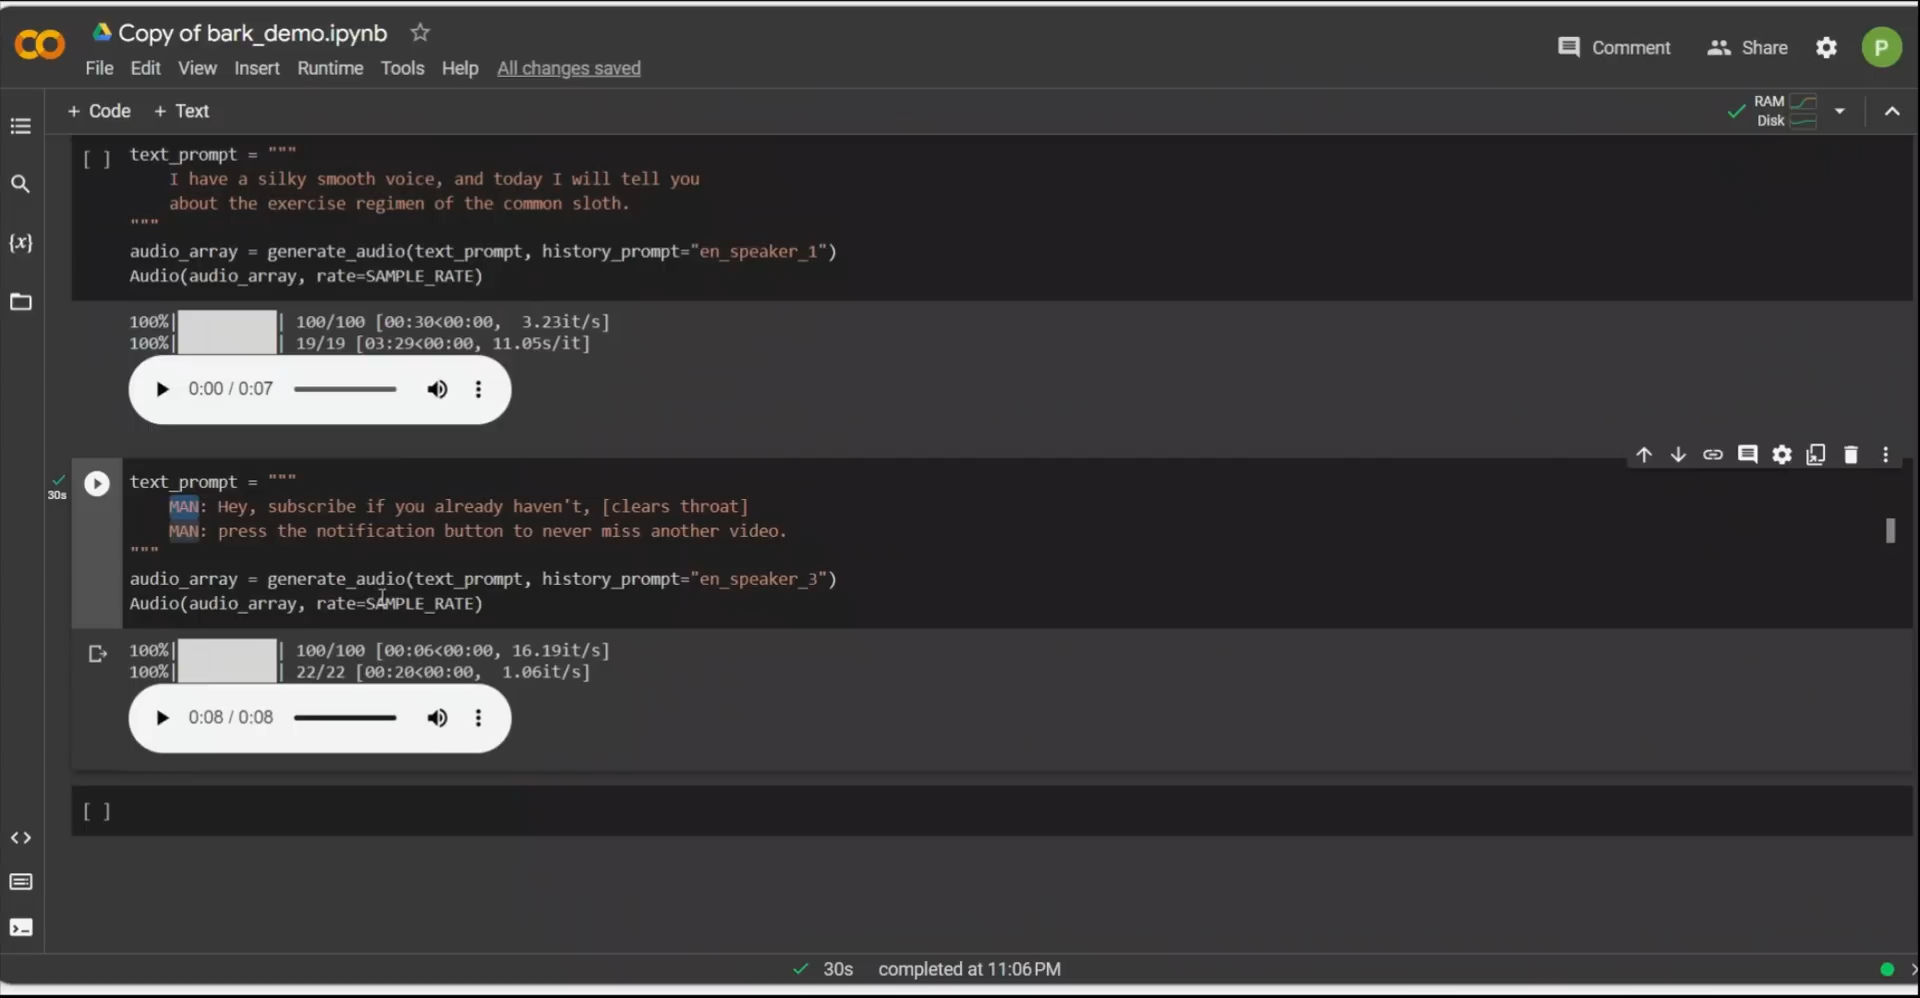 Copy of bark_demo.ipynb
Comment
Share
P
File Edit View Insert Runtime Tools Help All changes saved
+ Code + Text
RAM
Disk
{x}
[ ] text_prompt = """
I have a silky smooth voice, and today I will tell you
about the exercise regimen of the common sloth.
"""
audio_array = generate_audio(text_prompt, history_prompt="en_speaker_1")
Audio(audio_array, rate=SAMPLE_RATE)
100%| | 100/100 [00:30<00:00, 3.23it/s]
100%| | 19/19 [03:29<00:00, 11.05s/it]
0:00 / 0:07
30s
text_prompt = """
MAN: Hey, subscribe if you already haven't, [clears throat]
MAN: press the notification button to never miss another video.
"""
audio_array = generate_audio(text_prompt, history_prompt="en_speaker_3")
Audio(audio_array, rate=SAMPLE_RATE)
100%| | 100/100 [00:06<00:00, 16.19it/s]
100%| | 22/22 [00:20<00:00, 1.06it/s]
0:08 / 0:08
[ ]
30s completed at 11:06 PM